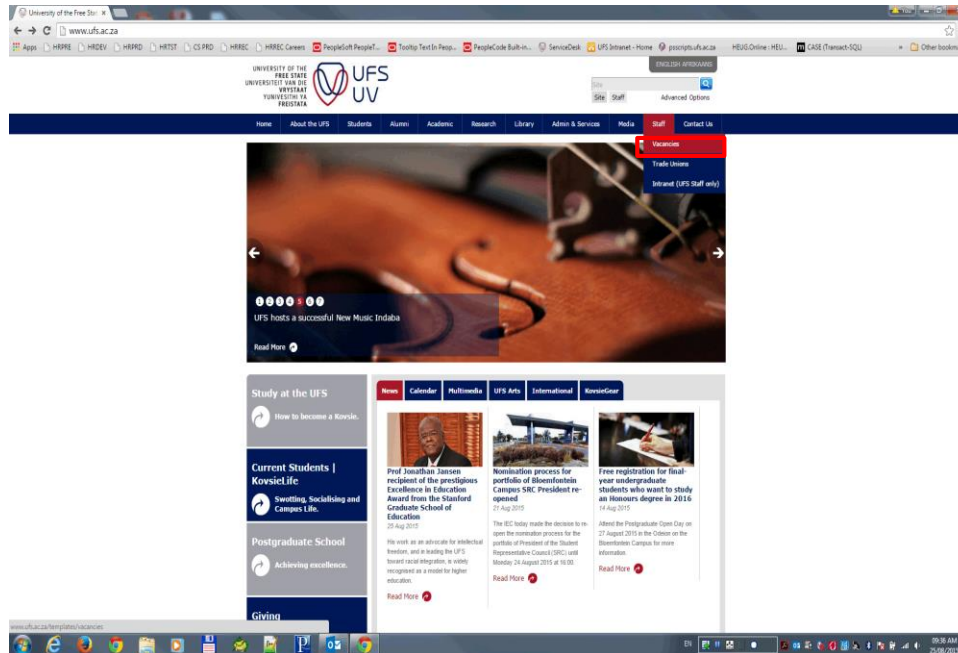 University of the Free Stat
www.ufs.ac.za
Apps HRPRE HRDEV HRPRD HRTST CS PRD HRREC HRREC Careers PeopleSoft PeopleT... Tooltip Text In Peop... PeopleCode Built-in... ServiceDesk UFS Intranet - Home psscripts.ufs.ac.za HEUG.Online : HEU... CASE (Transact-SQL) » Other bookm
UNIVERSITY OF THE
FREE STATE
UNIVERSITEIT VAN DIE
VRYSTAAT
YUNIVESITHI YA
FREISTATA
UFS
UV
ENGLISH AFRIKAANS
Site
Site Staff Advanced Options
Home About the UFS Students Alumni Academic Research Library Admin & Services Media Staff Contact Us
Vacancies
Trade Unions
Intranet (UFS Staff only)
1 2 3 4 5 6 7
UFS hosts a successful New Music Indaba
Read More
Study at the UFS
How to become a Kovsie.
Current Students |
KovsieLife
Swotting, Socialising and
Campus Life.
Postgraduate School
Achieving excellence.
Giving
News Calendar Multimedia UFS Arts International KovsieGear
Prof Jonathan Jansen
recipient of the prestigious
Excellence in Education
Award from the Stanford
Graduate School of
Education
25 Aug 2015
His work as an advocate for intellectual
freedom, and in leading the UFS
toward racial integration, is widely
recognised as a model for higher
education.
Read More
Nomination process for
portfolio of Bloemfontein
Campus SRC President re-
opened
21 Aug 2015
The IEC today made the decision to re-
open the nomination process for the
portfolio of President of the Student
Representative Council (SRC) until
Monday 24 August 2015 at 16:00.
Read More
Free registration for final-
year undergraduate
students who want to study
an Honours degree in 2016
14 Aug 2015
Attend the Postgraduate Open Day on
27 August 2015 in the Odeion on the
Bloemfontein Campus for more
information.
Read More
www.ufs.ac.za/templates/vacancies
EN
09:36 AM
25/08/2015